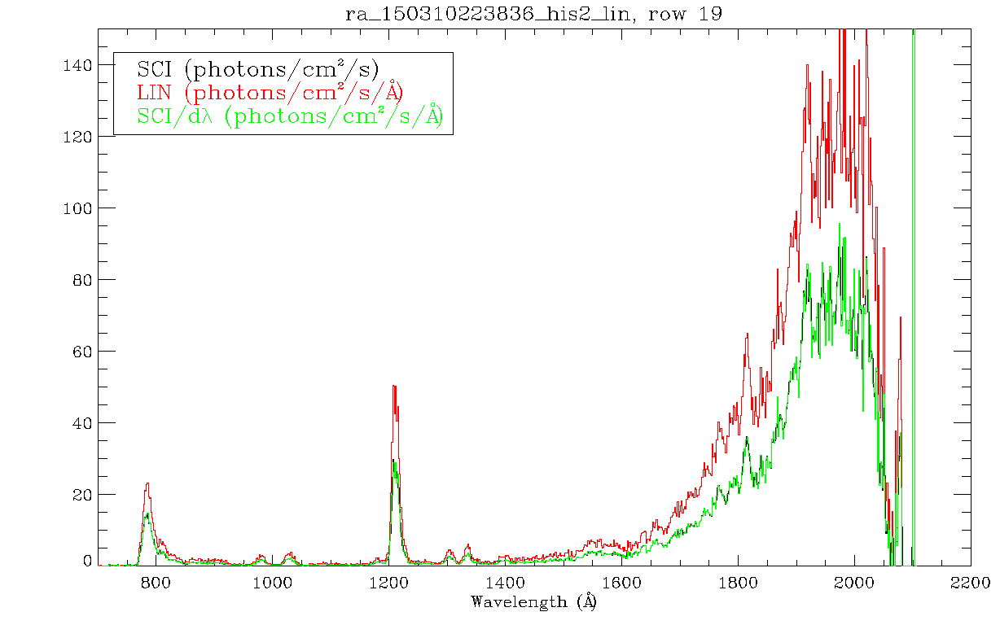 ra_150310223836_his2_lin, row 19
SCI (photons/cm²/s)
LIN (photons/cm²/s/Å)
SCI/dλ (photons/cm²/s/Å)
140
120
100
80
60
40
20
0
800 1000 1200 1400 1600 1800 2000 2200
Wavelength (Å)